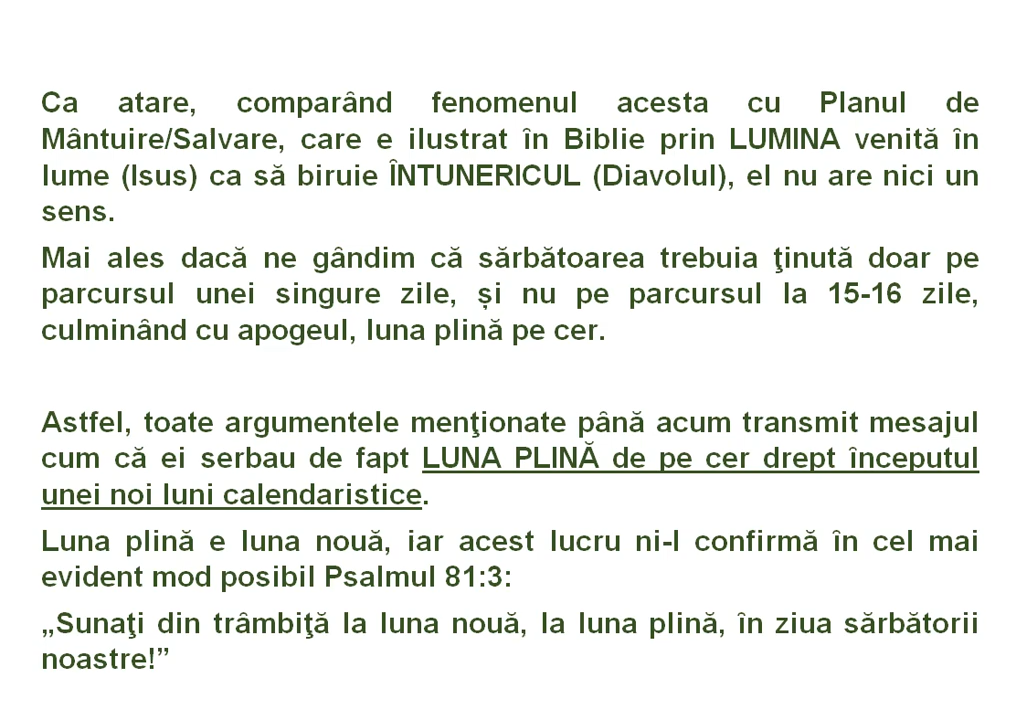 Ca atare, comparând fenomenul acesta cu Planul de
Mântuire/Salvare, care e ilustrat în Biblie prin LUMINA venită în
lume (Isus) ca să biruie ÎNTUNERICUL (Diavolul), el nu are nici un
sens.
Mai ales dacă ne gândim că sărbătoarea trebuia ţinută doar pe
parcursul unei singure zile, și nu pe parcursul la 15-16 zile,
culminând cu apogeul, luna plină pe cer.
Astfel, toate argumentele menţionate până acum transmit mesajul
cum că ei serbau de fapt LUNA PLINĂ de pe cer drept începutul
unei noi luni calendaristice.
Luna plină e luna nouă, iar acest lucru ni-l confirmă în cel mai
evident mod posibil Psalmul 81:3:
„Sunaţi din trâmbiţă la luna nouă, la luna plină, în ziua sărbătorii
noastre!”